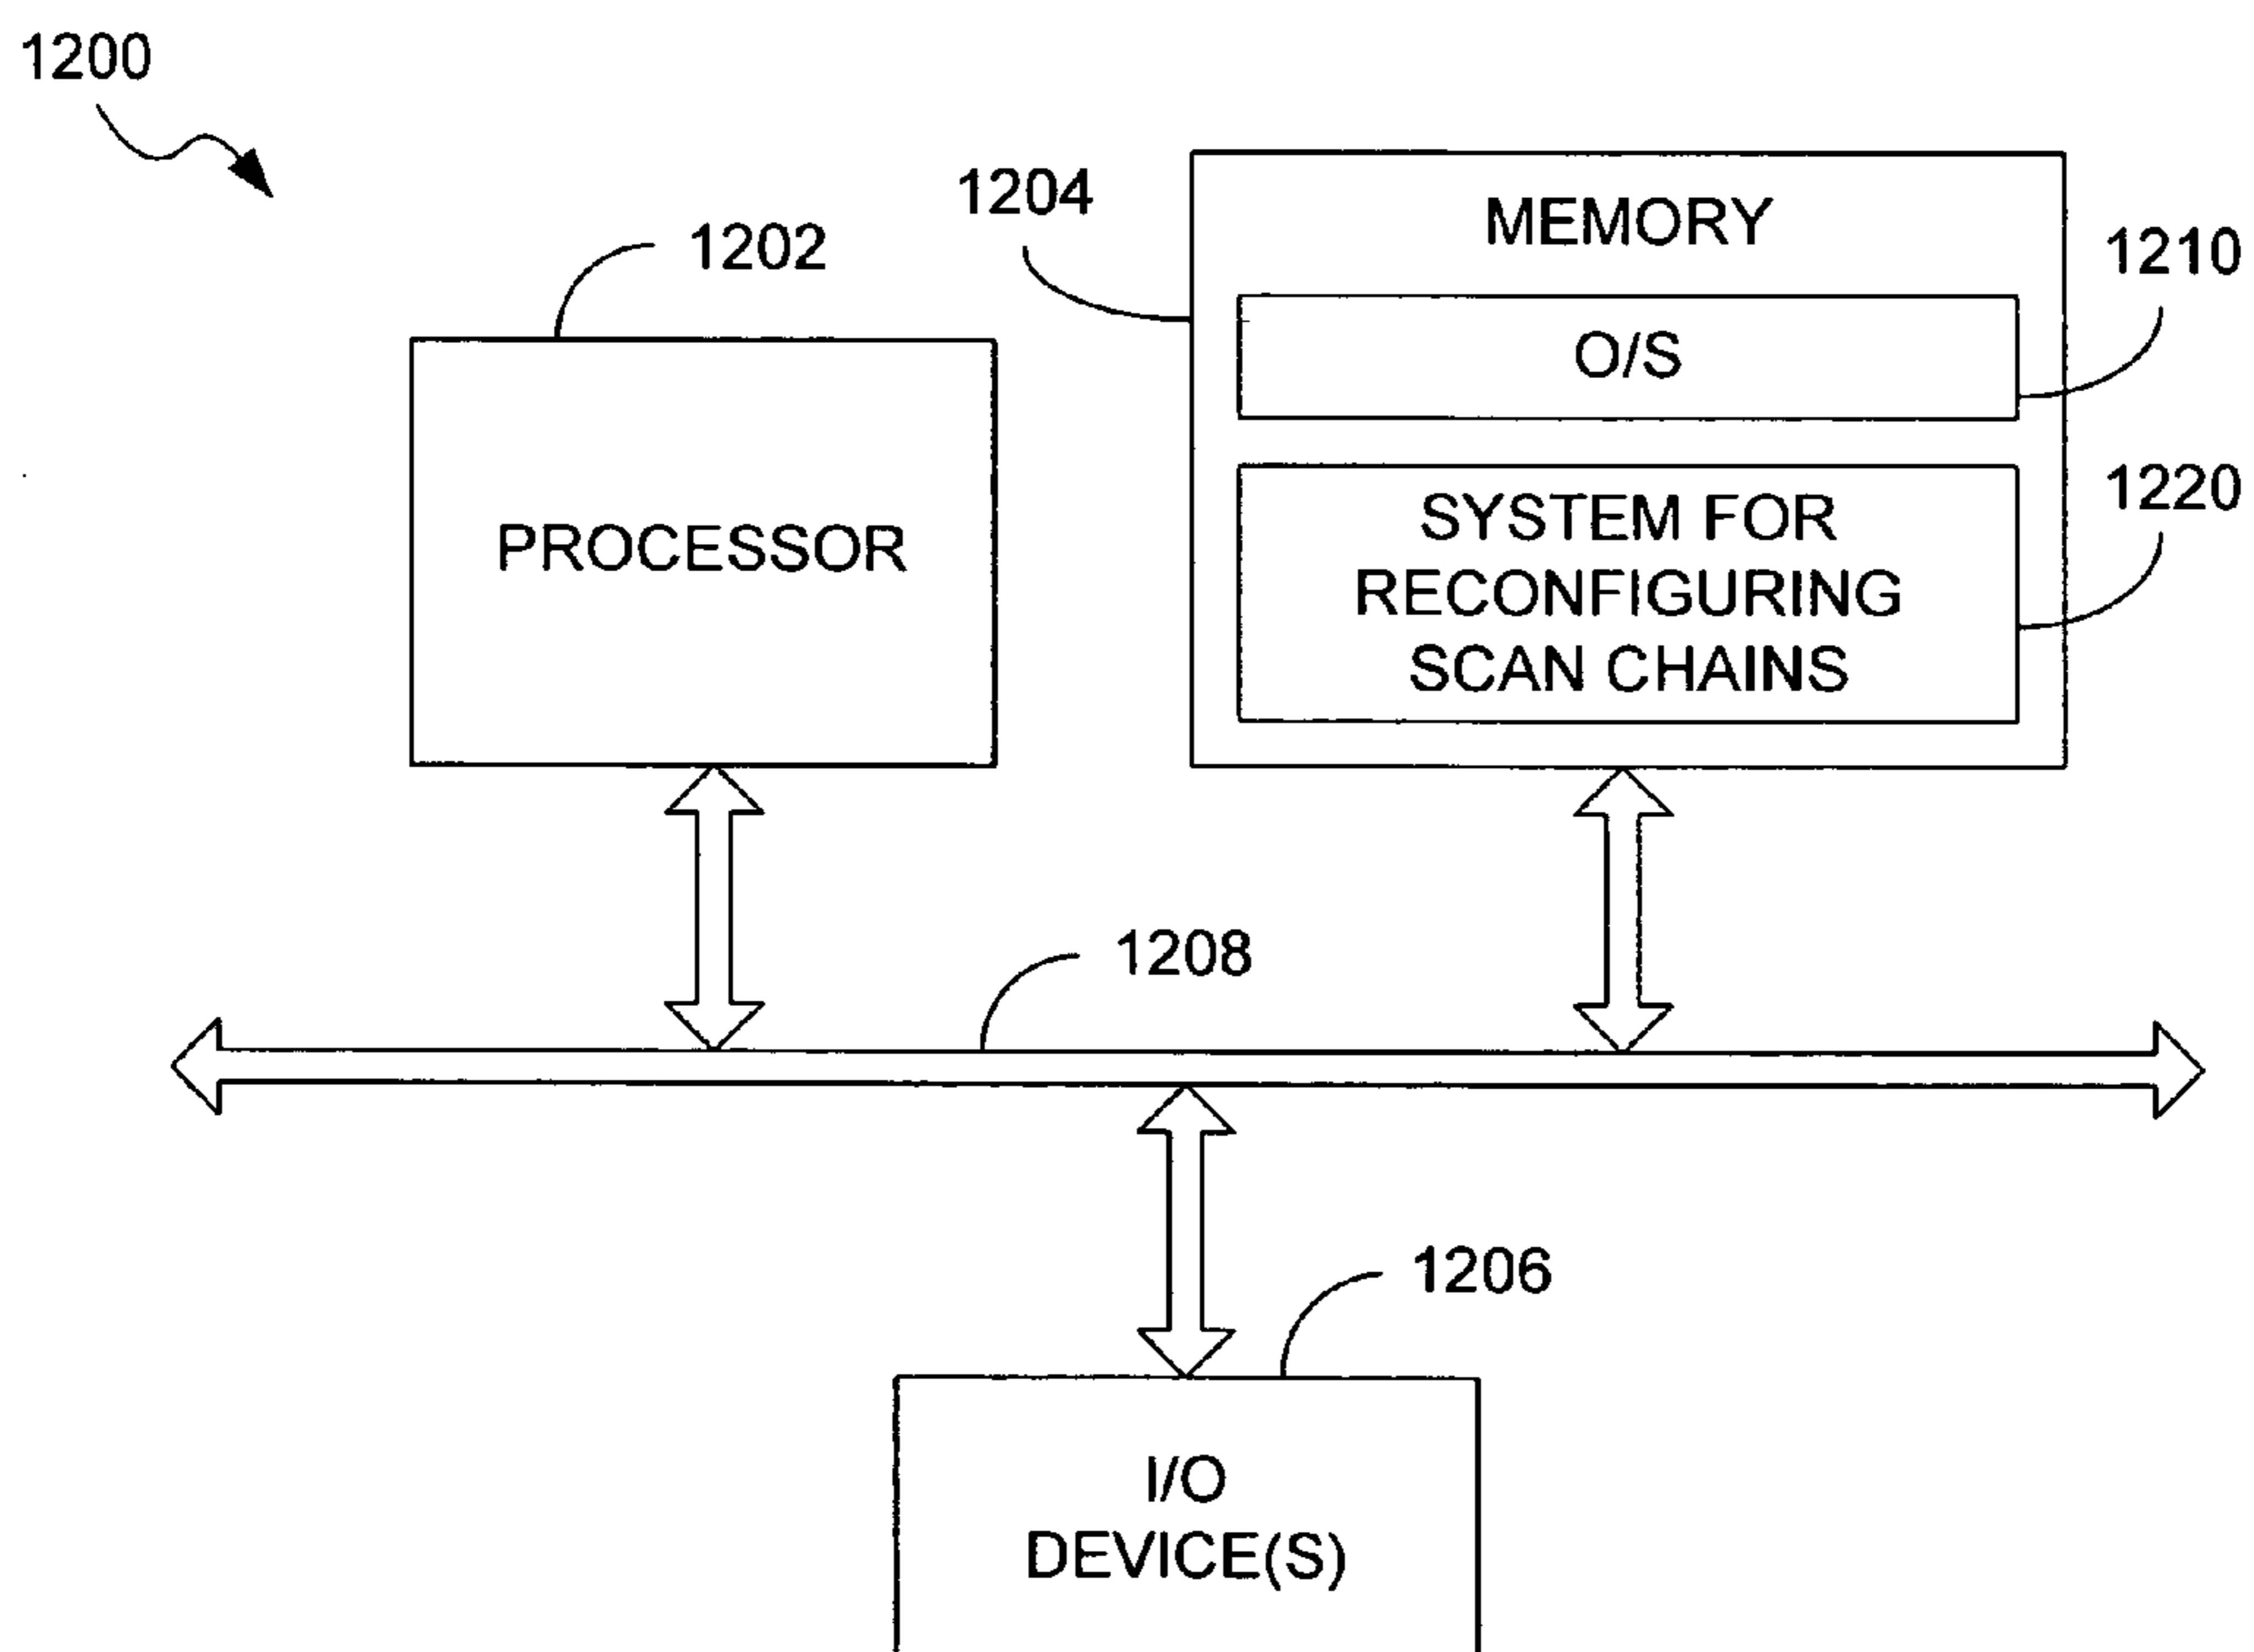 1200
1204
MEMORY
1202
1210
O/S
1220
SYSTEM FOR
PROCESSOR
RECONFIGURING
SCAN CHAINS
1208
1206
I/O
DEVICE(S)